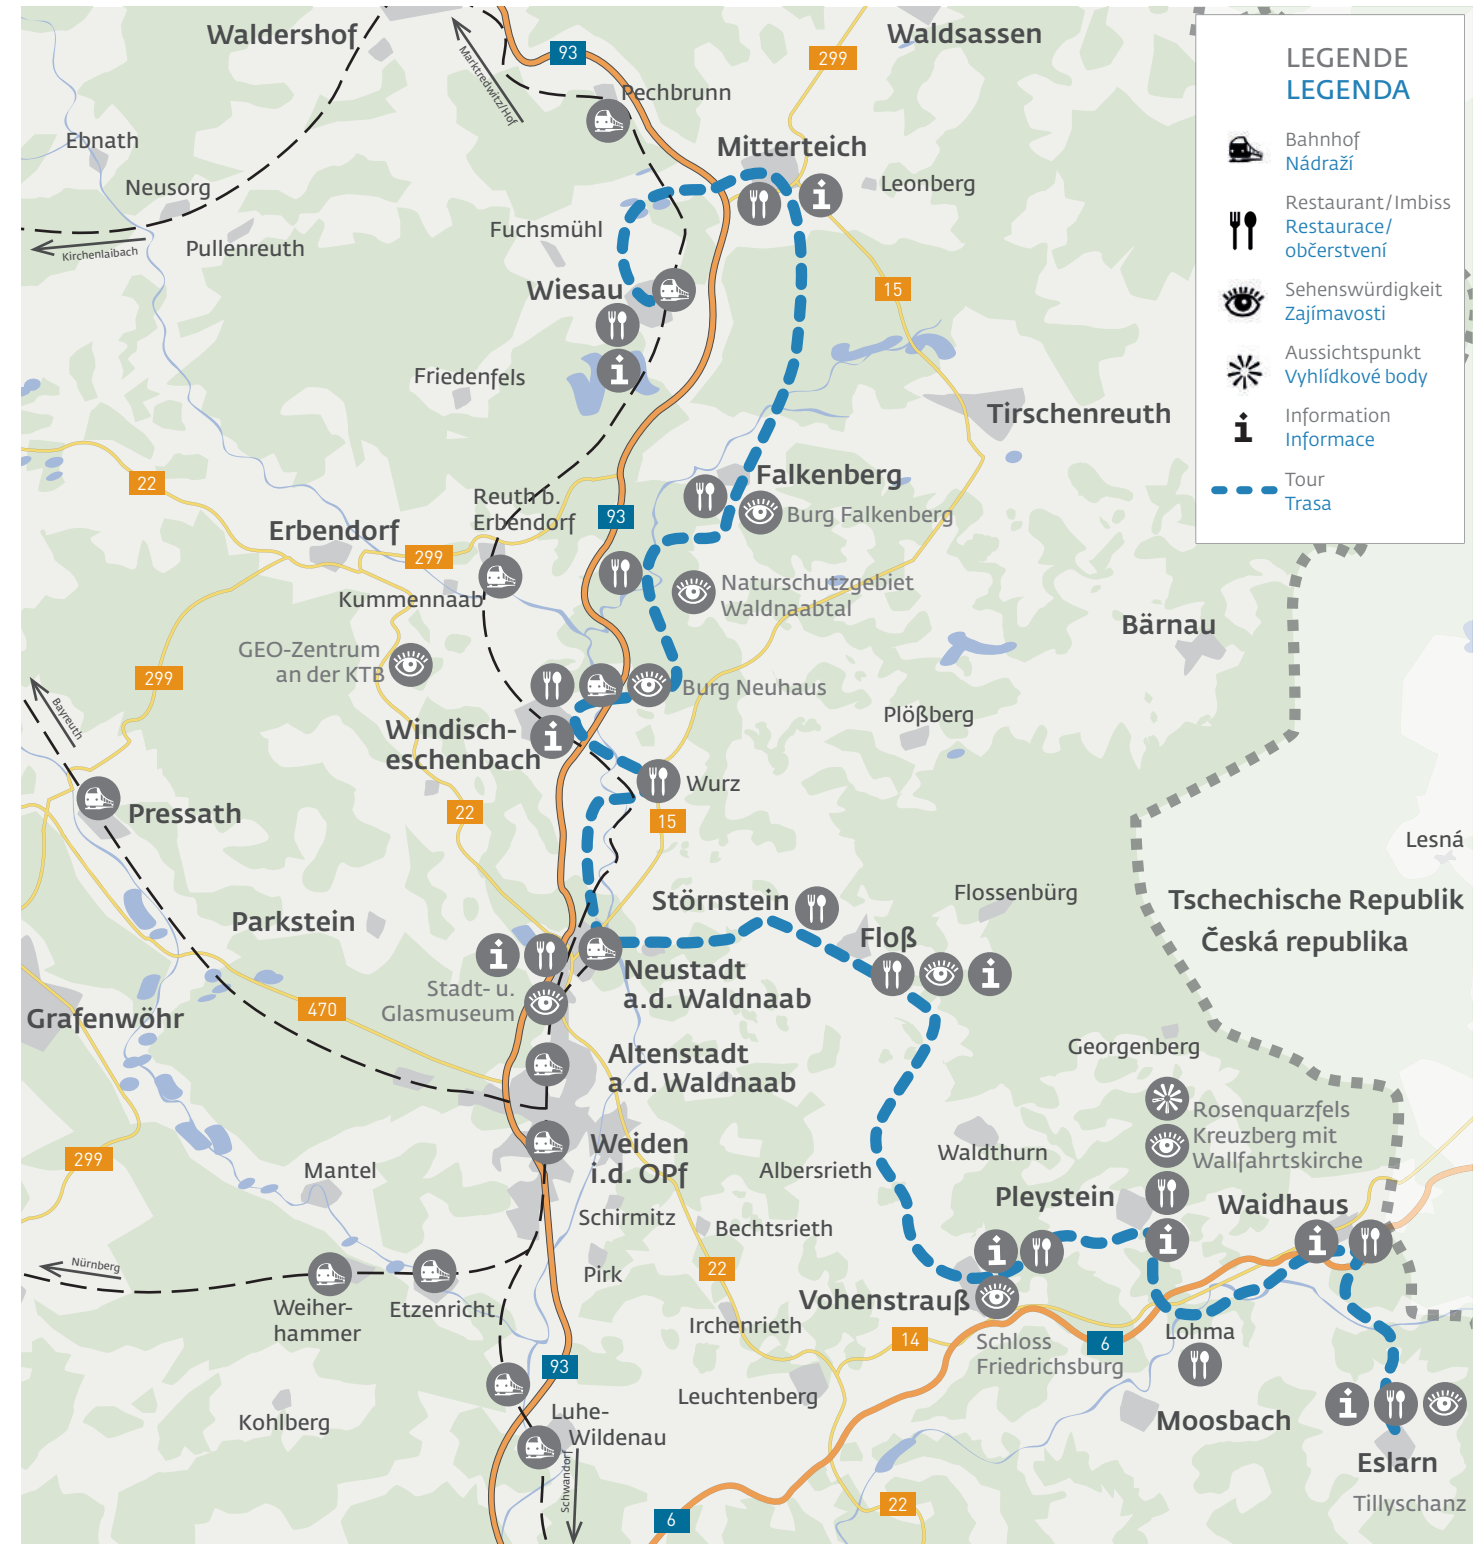 Waldershof
93
Waldsassen
299
Marktredwitz/Hof
Pechbrunn
Ebnath
Mitterteich
Neusorg
Leonberg
Fuchsmühl
Pullenreuth
Kirchenlaibach
Wiesau
15
Friedenfels
Tirschenreuth
22
Falkenberg
Reuth b.
Erbendorf
93
Burg Falkenberg
Erbendorf
299
Naturschutzgebiet
Waldnaabtal
Kummennaab
Bärnau
GEO-Zentrum
an der KTB
299
Burg Neuhaus
Bayreuth
Plößberg
Windisch-
eschenbach
Wurz
Pressath
22
15
Lesná
Störnstein
Flossenbürg
Tschechische Republik
Česká republika
Parkstein
Floß
Neustadt
a.d. Waldnaab
Stadt- u.
Glasmuseum
470
Grafenwöhr
Altenstadt
a.d. Waldnaab
Georgenberg
Rosenquarzfels
Kreuzberg mit
Wallfahrtskirche
Weiden
i.d. OPf
299
Mantel
Albersrieth
Waldthurn
Pleystein
Waidhaus
Schirmitz
Bechtsrieth
Nürnberg
Pirk
22
Weiher-
hammer
Etzenricht
Vohenstrauß
Irchenrieth
14
Schloss
Friedrichsburg
6
Lohma
93
Leuchtenberg
Kohlberg
Luhe-
Wildenau
Moosbach
Eslarn
Tillyschanz
Schwandorf
22
6
LEGENDE
LEGENDA
Bahnhof
Nádraží
Restaurant/Imbiss
Restaurace/
občerstvení
Sehenswürdigkeit
Zajímavosti
Aussichtspunkt
Vyhlídkové body
Information
Informace
Tour
Trasa